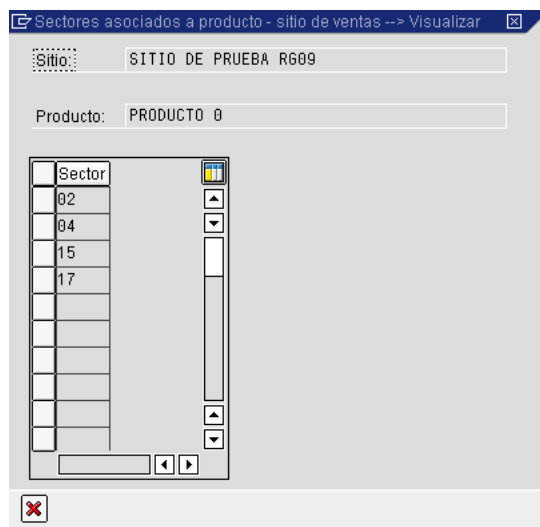 Sectores asociados a producto - sitio de ventas --> Visualizar
Sitio: SITIO DE PRUEBA RG09
Producto: PRODUCTO 0
Sector
02
04
15
17